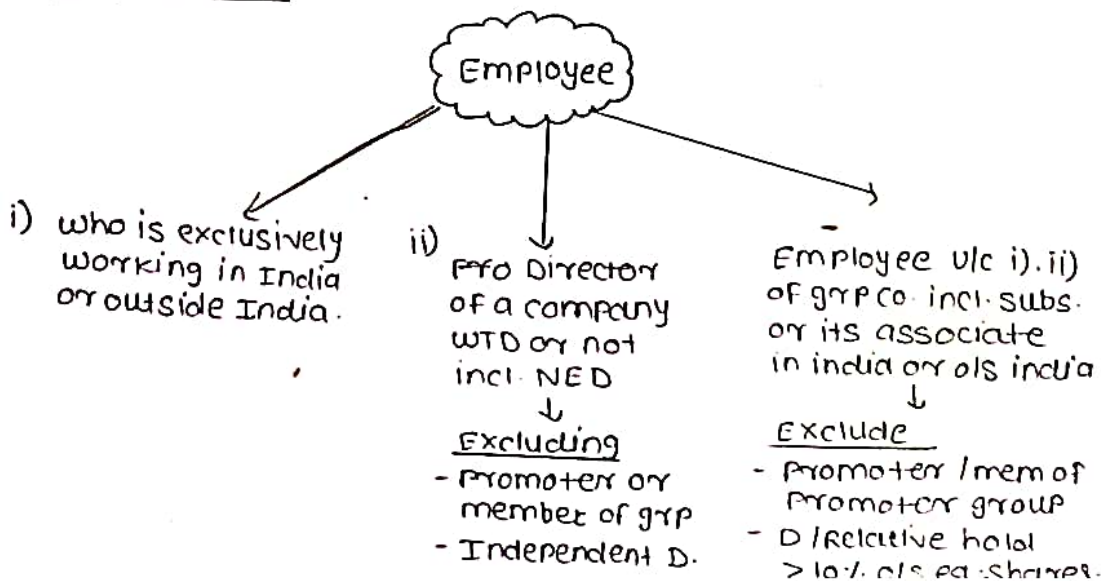 Employee
i) who is exclusively
working in India
or outside India.
ii)
Director
of a company
WTD or not
incl. NED
Excluding
- Promoter or
member of grp
- Independent D.
Employee u/c i). ii)
of grp co. incl. subs.
or its associate
in india or o/s india
Exclude
- Promoter / mem of
promoter group
- D / Relative hold
>10% o/s eq. shares.